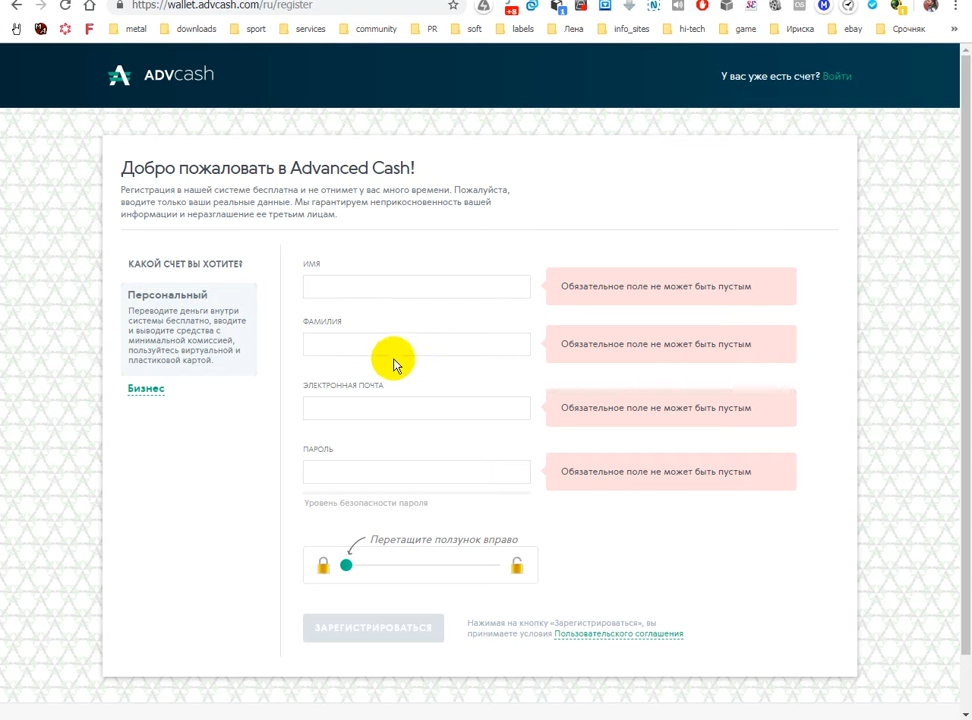 https://wallet.advcash.com/ru/register
+8
1
1
F metal downloads sport services community PR soft labels Лена info_sites hi-tech game Ириска ebay Срочняк »
ADVcash
У вас уже есть счет? Войти
Добро пожаловать в Advanced Cash!
Регистрация в нашей системе бесплатна и не отнимет у вас много времени. Пожалуйста,
вводите только ваши реальные данные. Мы гарантируем неприкосновенность вашей
информации и неразглашение ее третьим лицам.
КАКОЙ СЧЕТ ВЫ ХОТИТЕ?
Персональный
Переводите деньги внутри
системы бесплатно, вводите
и выводите средства с
минимальной комиссией,
пользуйтесь виртуальной и
пластиковой картой.
Бизнес
ИМЯ
Обязательное поле не может быть пустым
ФАМИЛИЯ
Обязательное поле не может быть пустым
ЭЛЕКТРОННАЯ ПОЧТА
Обязательное поле не может быть пустым
ПАРОЛЬ
Обязательное поле не может быть пустым
Уровень безопасности пароля
Перетащите ползунок вправо
ЗАРЕГИСТРИРОВАТЬСЯ
Нажимая на кнопку «Зарегистрироваться», вы
принимаете условия Пользовательского соглашения